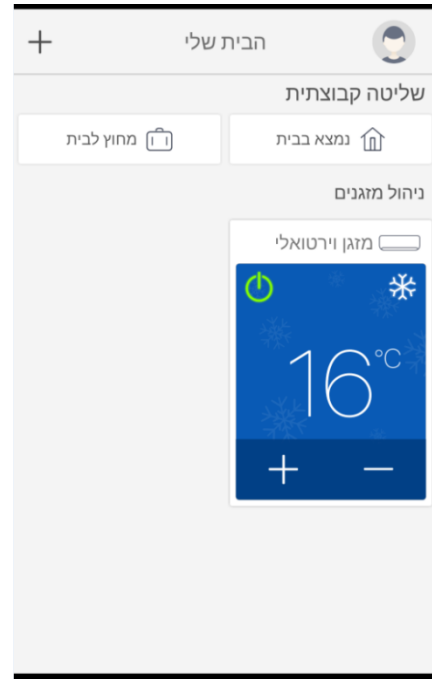 הבית שלי
שליטה קבוצתית
נמצא בבית
מחוץ לבית
ניהול מזגנים
מזגן וירטואלי
16°C